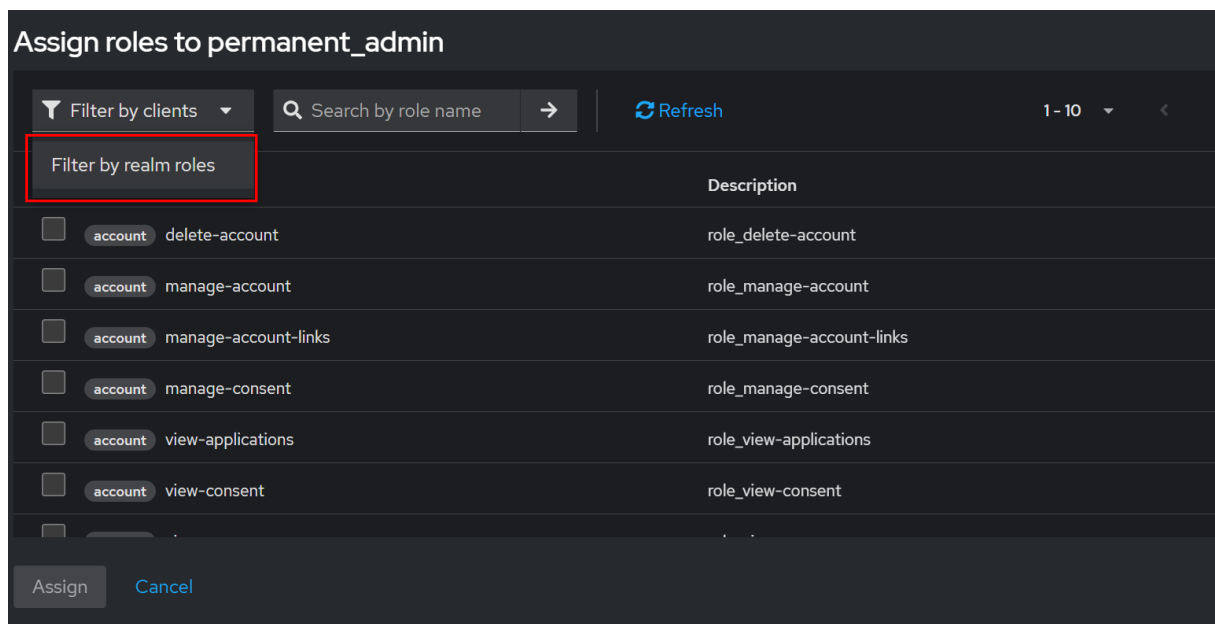 Assign roles to permanent_admin
Filter by clients Search by role name Refresh 1 - 10
Filter by realm roles
Description
account delete-account role_delete-account
account manage-account role_manage-account
account manage-account-links role_manage-account-links
account manage-consent role_manage-consent
account view-applications role_view-applications
account view-consent role_view-consent
Assign Cancel